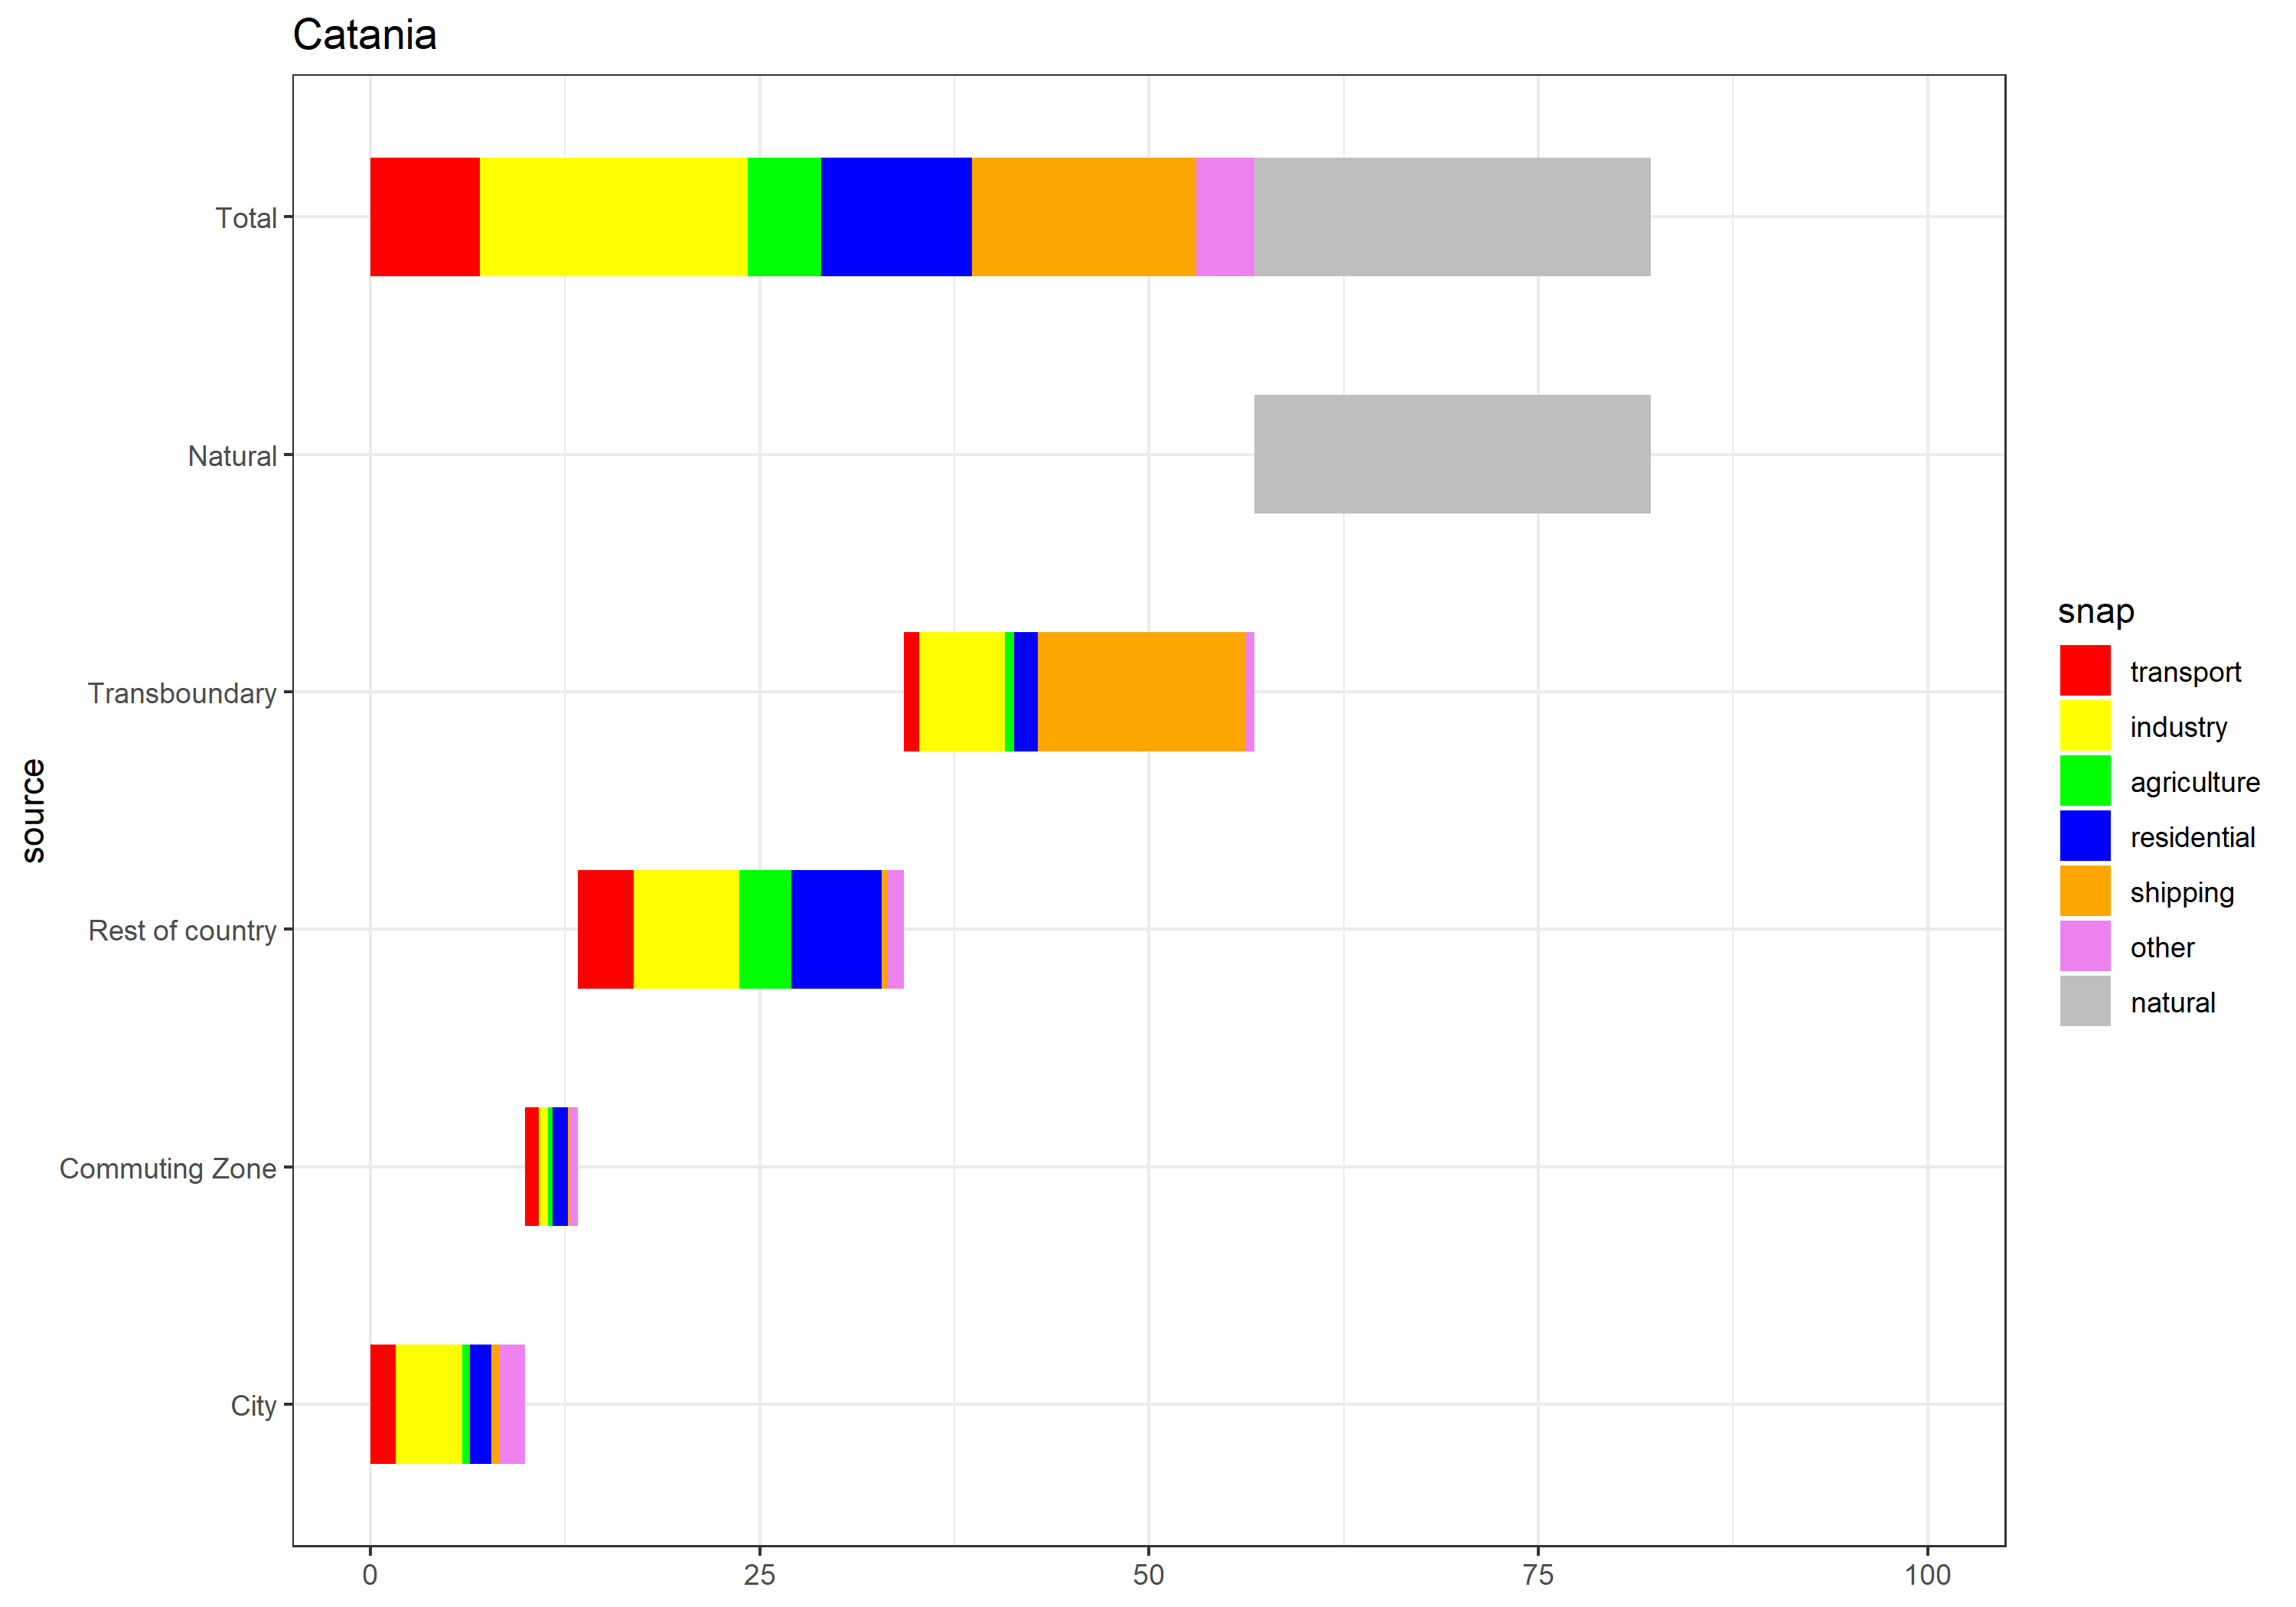 Catania
Total
Natural
Transboundary
Rest of country
Commuting Zone
City
source
0 25 50 75 100
snap
transport
industry
agriculture
residential
shipping
other
natural